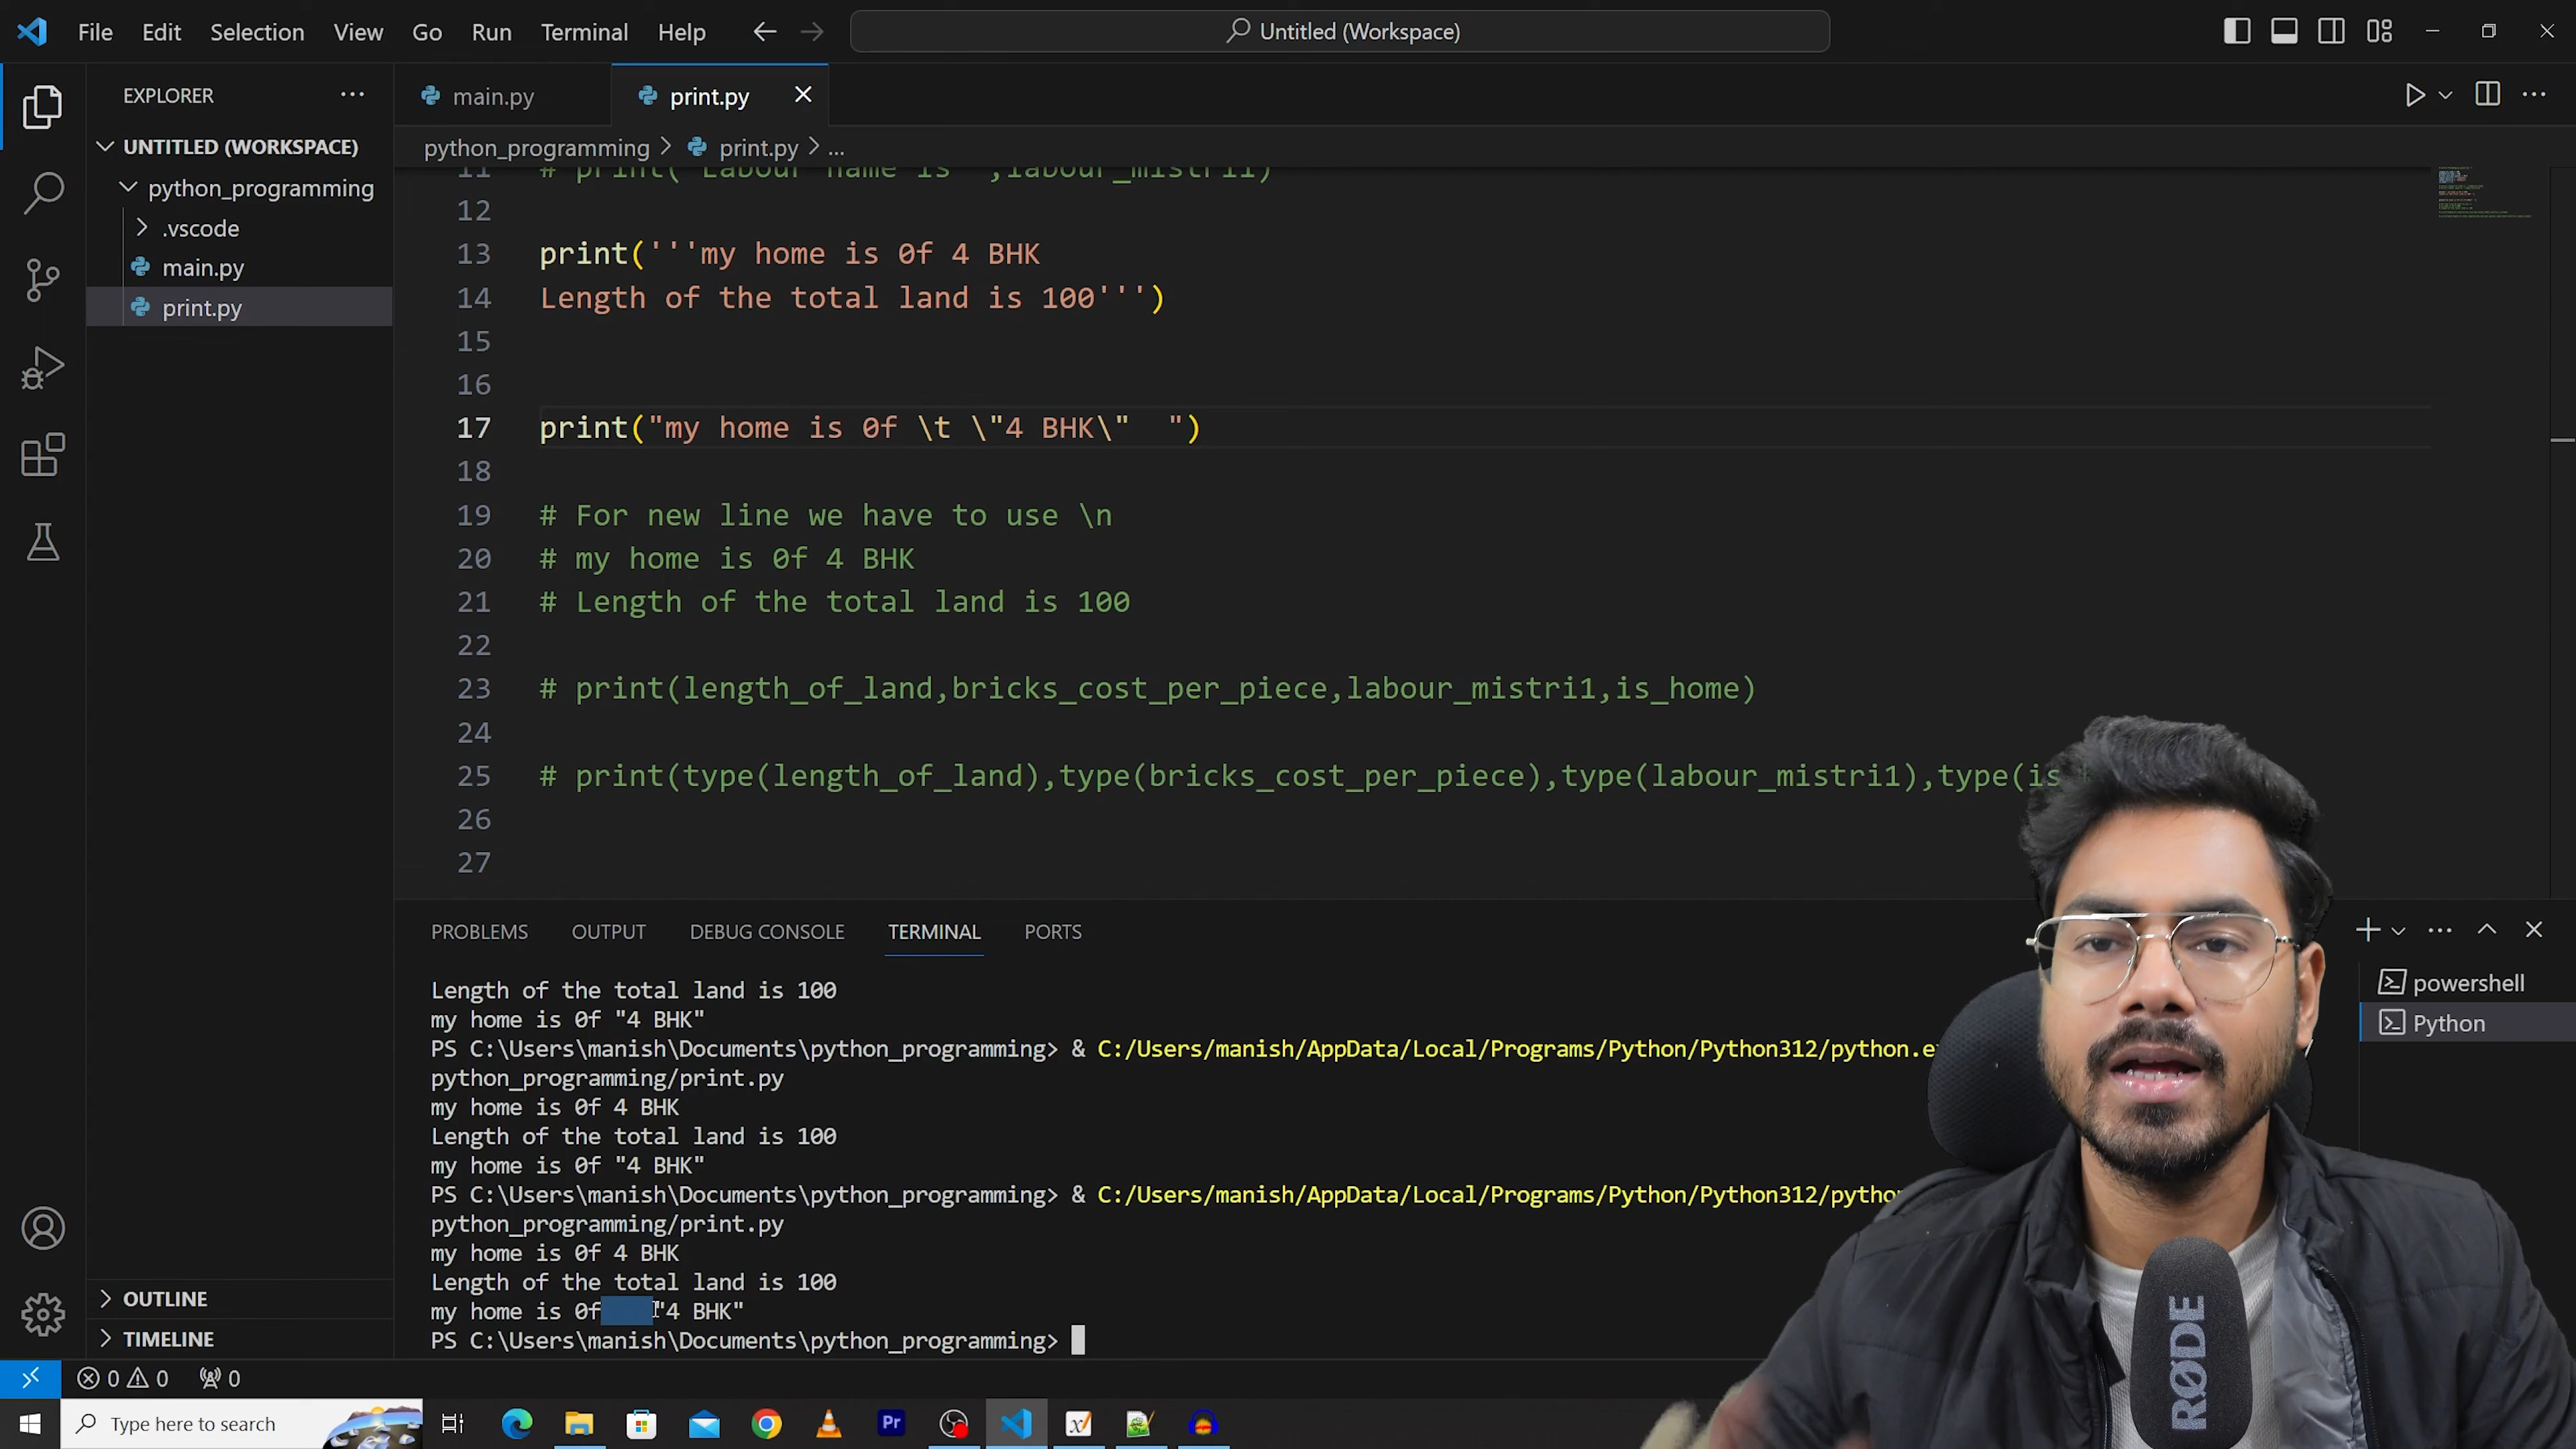 File Edit Selection View Go Run Terminal Help
Untitled (Workspace)
EXPLORER
UNTITLED (WORKSPACE)
python_programming
.vscode
main.py
print.py
OUTLINE
TIMELINE
main.py print.py
python_programming > print.py > ...
11 # print("Labour name is ",labour_mistri1)
12
13 print('''my home is 0f 4 BHK
14 Length of the total land is 100''')
15
16
17 print("my home is 0f \t \"4 BHK\"  ")
18
19 # For new line we have to use \n
20 # my home is 0f 4 BHK
21 # Length of the total land is 100
22
23 # print(length_of_land,bricks_cost_per_piece,labour_mistri1,is_home)
24
25 # print(type(length_of_land),type(bricks_cost_per_piece),type(labour_mistri1),type(is
26
27
PROBLEMS OUTPUT DEBUG CONSOLE TERMINAL PORTS
Length of the total land is 100
my home is 0f "4 BHK"
PS C:\Users\manish\Documents\python_programming> & C:/Users/manish/AppData/Local/Programs/Python/Python312/python.e
python_programming/print.py
my home is 0f 4 BHK
Length of the total land is 100
my home is 0f "4 BHK"
PS C:\Users\manish\Documents\python_programming> & C:/Users/manish/AppData/Local/Programs/Python/Python312/python
python_programming/print.py
my home is 0f 4 BHK
Length of the total land is 100
my home is 0f    "4 BHK"
PS C:\Users\manish\Documents\python_programming>
powershell
Python
RØDE
0 0 0
Type here to search
Pr